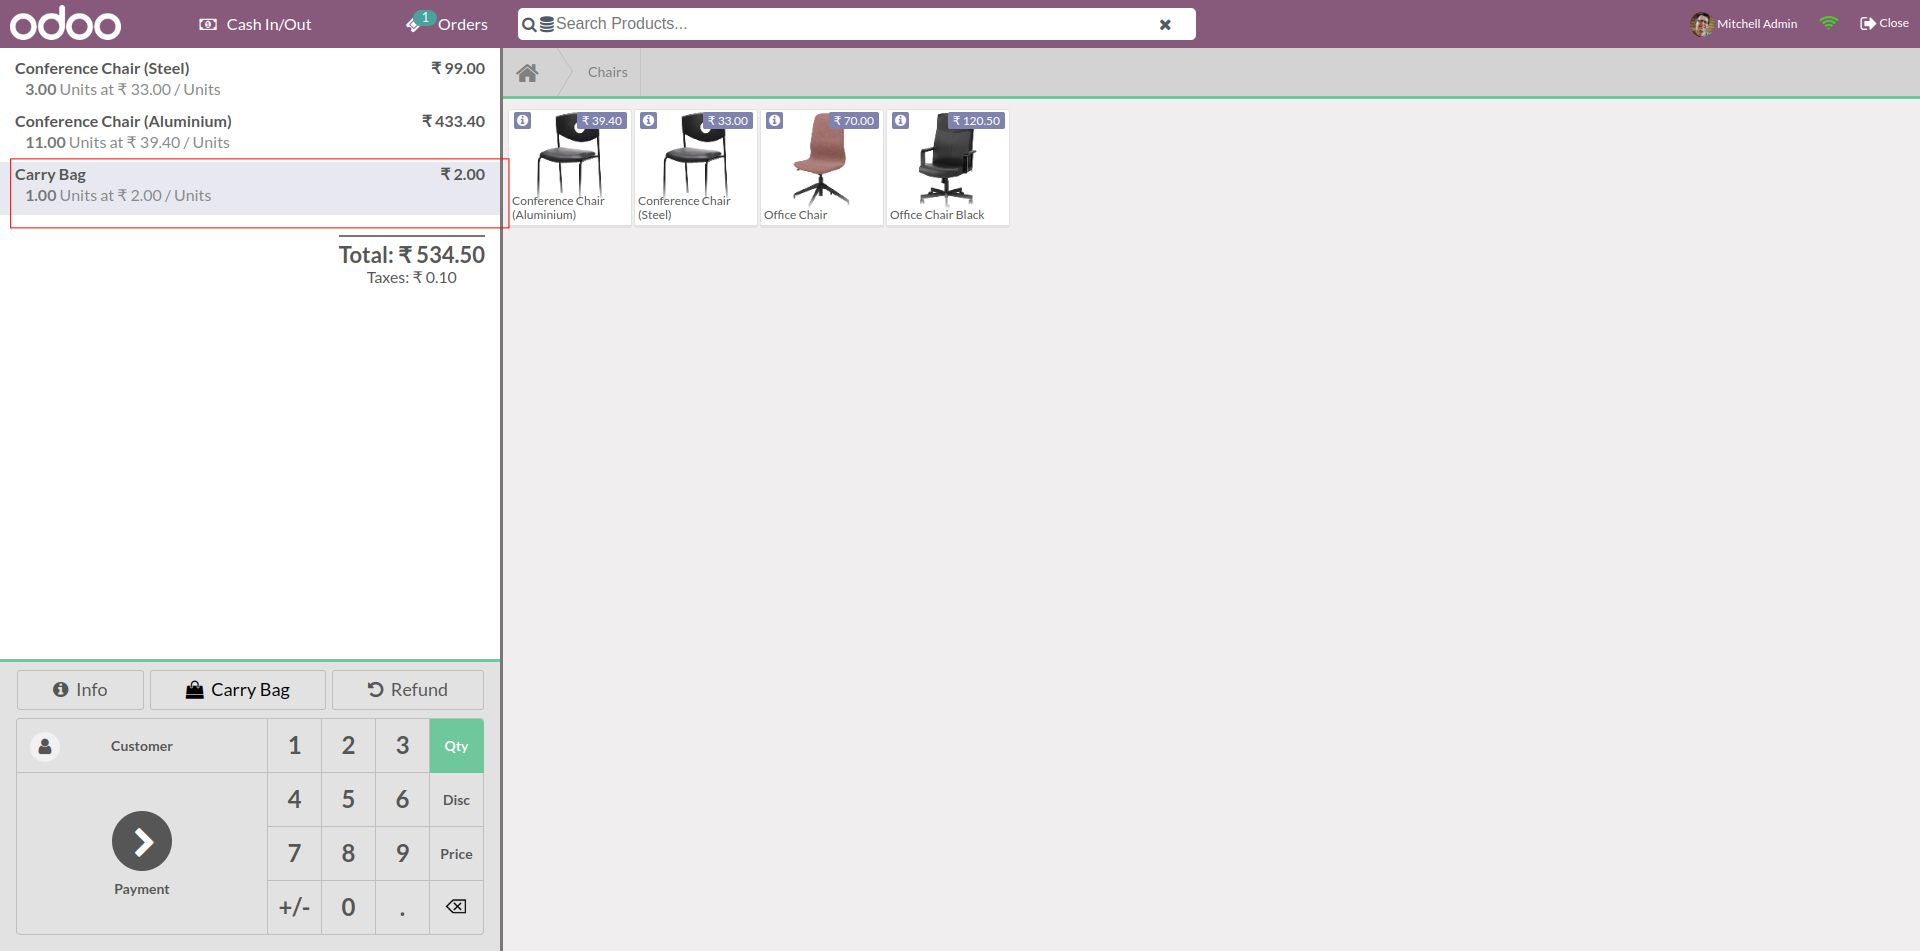 odoo
Cash In/Out
1
Orders
Search Products...
Mitchell Admin
Close
Conference Chair (Steel)
₹ 99.00
3.00 Units at ₹ 33.00 / Units
Conference Chair (Aluminium)
₹ 433.40
11.00 Units at ₹ 39.40 / Units
Carry Bag
₹ 2.00
1.00 Units at ₹ 2.00 / Units
Total: ₹ 534.50
Taxes: ₹ 0.10
Chairs
₹ 39.40
Conference Chair
(Aluminium)
₹ 33.00
Conference Chair
(Steel)
₹ 70.00
Office Chair
₹ 120.50
Office Chair Black
Info
Carry Bag
Refund
Customer
1
2
3
Qty
4
5
6
Disc
7
8
9
Price
Payment
+/-
0
.